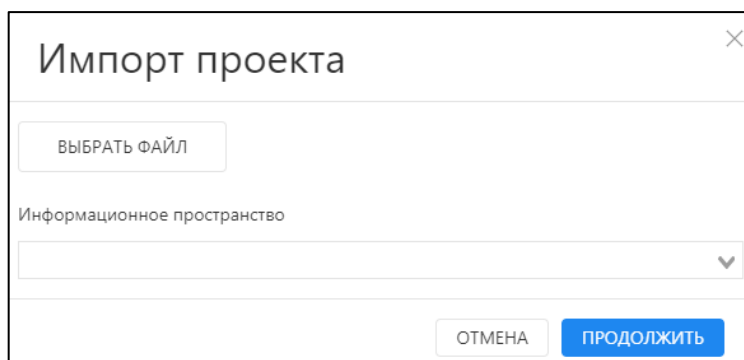 Импорт проекта
ВЫБРАТЬ ФАЙЛ
Информационное пространство
ОТМЕНА ПРОДОЛЖИТЬ